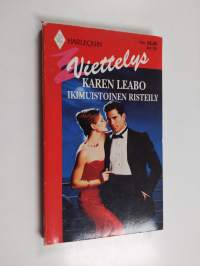 HARLEQUIN
Viettelys
KAREN LEABO
IKIMUISTOINEN RISTEILY